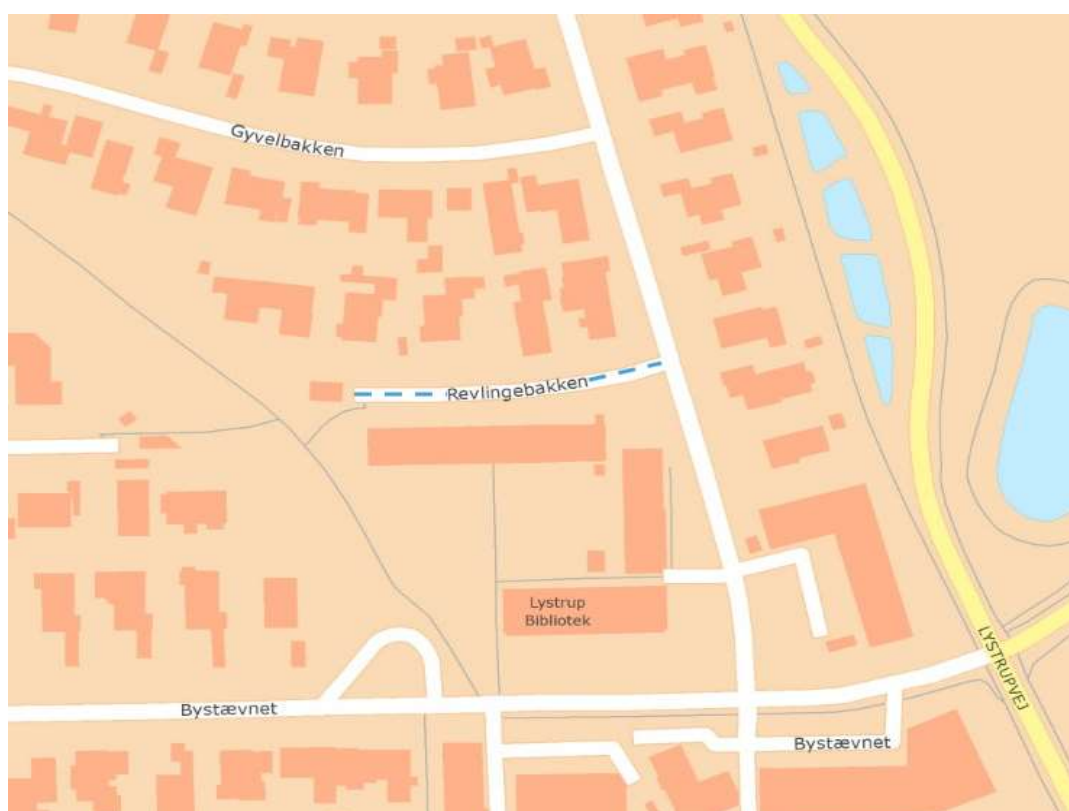 Gyvelbakken
Revlingebakken
Lystrup
Bibliotek
LYSTRUPVEJ
Bystævnet
Bystævnet